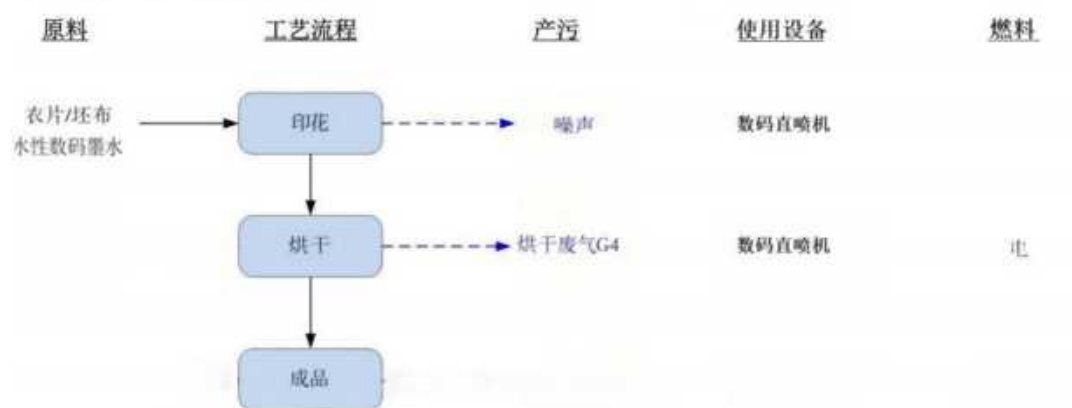 原料 工艺流程 产污 使用设备 燃料
衣片/坯布
水性数码墨水
印花 噪声 数码直喷机
烘干 烘干废气G4 数码直喷机 电
成品